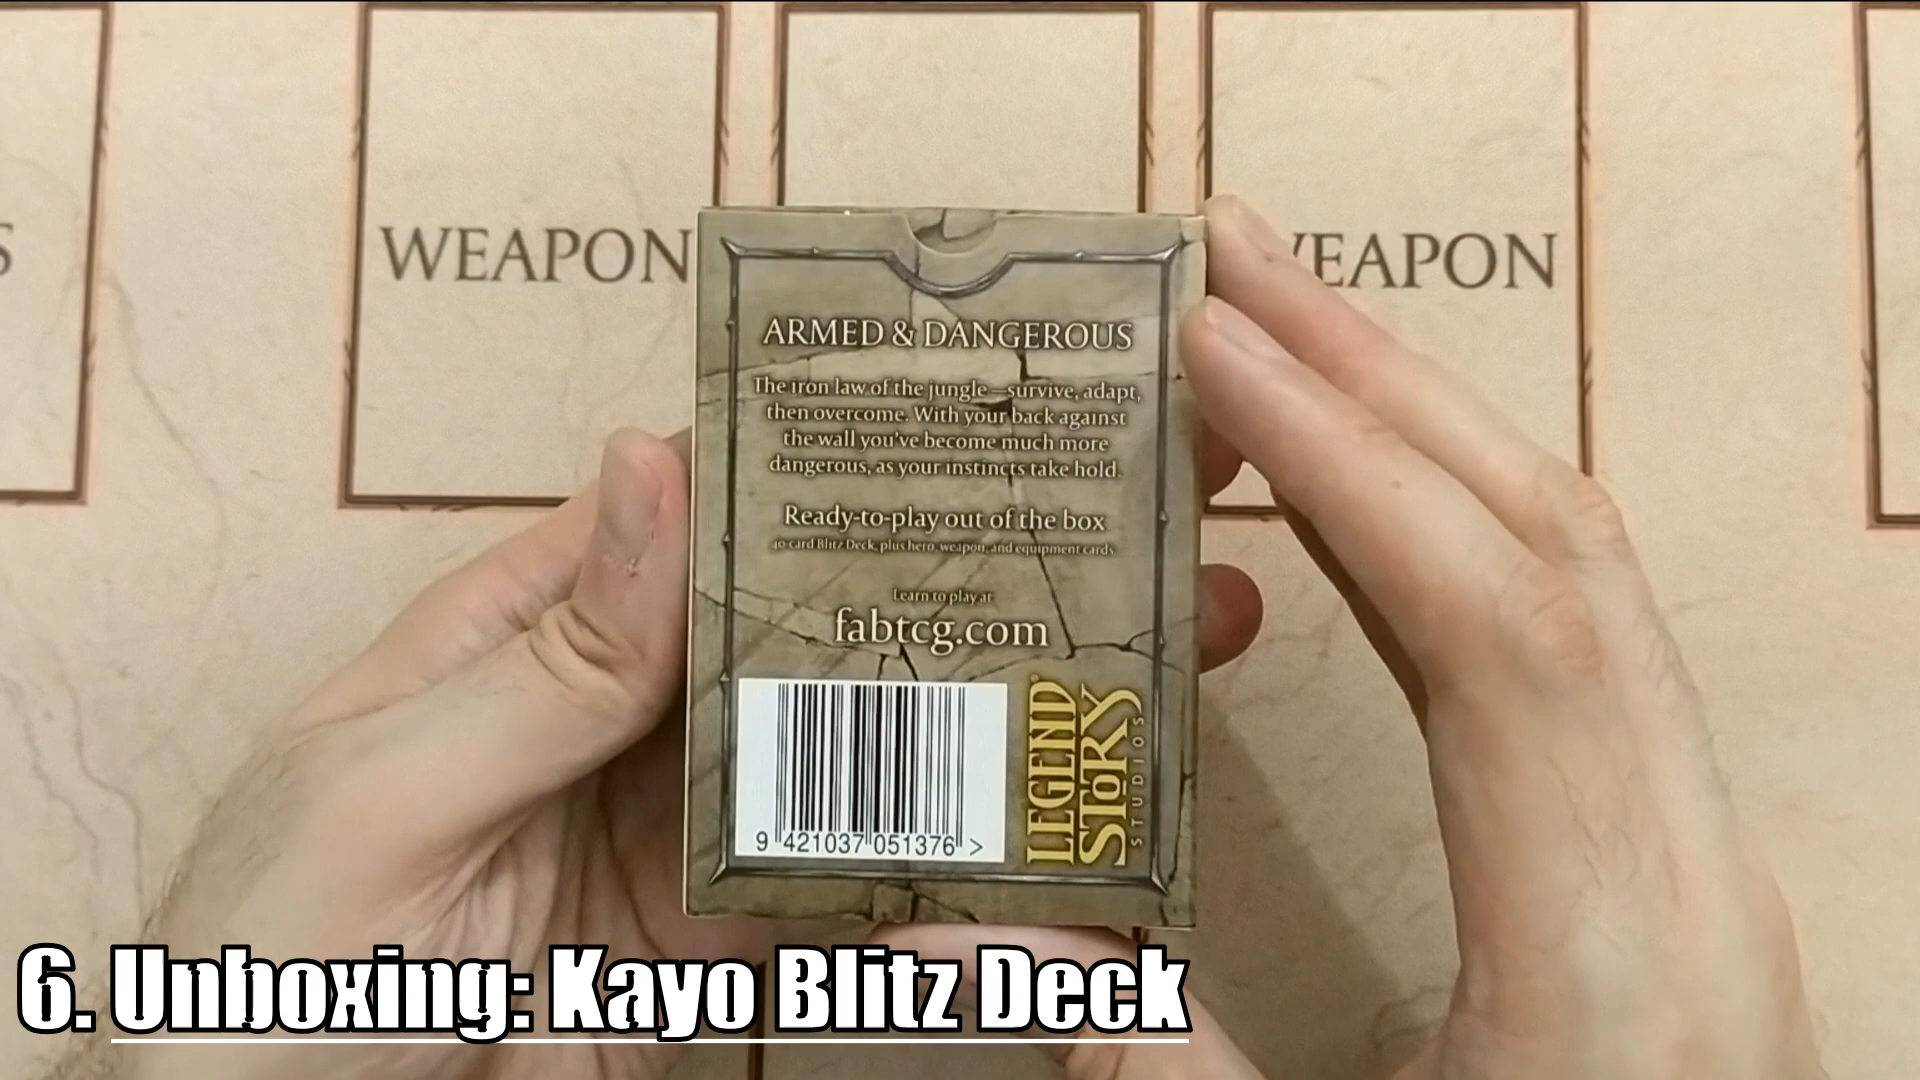 S
WEAPON
EAPON
ARMED & DANGEROUS
The iron law of the jungle—survive, adapt,
then overcome. With your back against
the wall you've become much more
dangerous, as your instincts take hold.
Ready-to-play out of the box
40-card Blitz Deck, plus hero, weapon, and equipment cards.
Learn to play at
fabtcg.com
9 421037 051376 >
LEGEND
STORY
STUDIOS
6. Unboxing: Kayo Blitz Deck